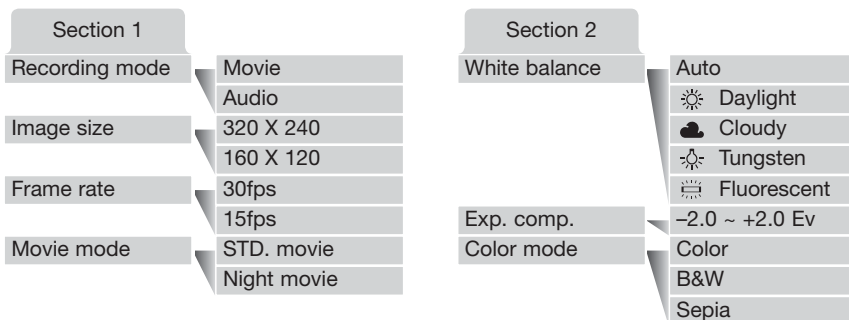 Section 1
Recording mode
Movie
Audio
Image size
320 X 240
160 X 120
Frame rate
30fps
15fps
Movie mode
STD. movie
Night movie
Section 2
White balance
Auto
Daylight
Cloudy
Tungsten
Fluorescent
Exp. comp.
–2.0 ~ +2.0 Ev
Color mode
Color
B&W
Sepia